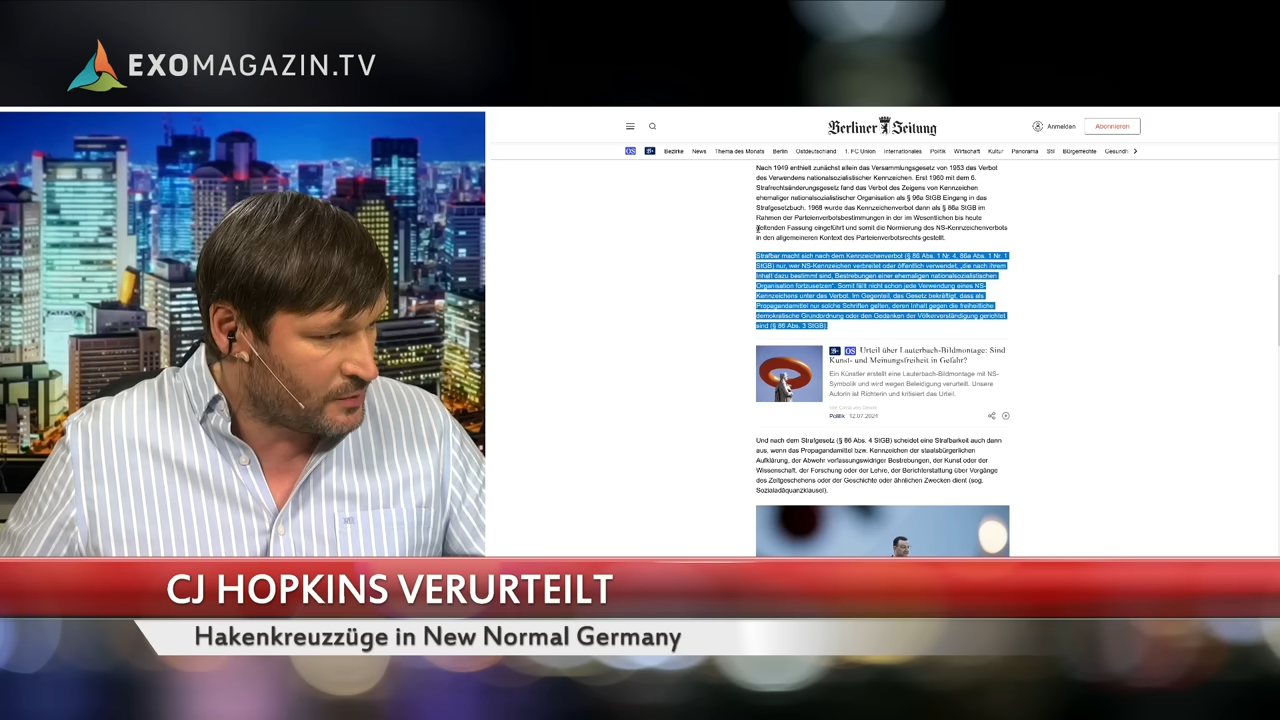 EXOMAGAZIN.TV
Berliner Zeitung
Anmelden
Abonnieren
OS B+ Bezirke News Thema des Monats Berlin Ostdeutschland 1. FC Union Internationales Politik Wirtschaft Kultur Panorama Stil Bürgerrechte Gesundh
Nach 1949 enthielt zunächst allein das Versammlungsgesetz von 1953 das Verbot
des Verwendens nationalsozialistischer Kennzeichen. Erst 1960 mit dem 6.
Strafrechtsänderungsgesetz fand das Verbot des Zeigens von Kennzeichen
ehemaliger nationalsozialistischer Organisation als § 96a StGB Eingang in das
Strafgesetzbuch. 1968 wurde das Kennzeichenverbot dann als § 86a StGB im
Rahmen der Parteienverbotsbestimmungen in der im Wesentlichen bis heute
geltenden Fassung eingeführt und somit die Normierung des NS-Kennzeichenverbots
in den allgemeineren Kontext des Parteienverbotsrechts gestellt.
Strafbar macht sich nach dem Kennzeichenverbot (§ 86 Abs. 1 Nr. 4, 86a Abs. 1 Nr. 1
StGB) nur, wer NS-Kennzeichen verbreitet oder öffentlich verwendet, „die nach ihrem
Inhalt dazu bestimmt sind, Bestrebungen einer ehemaligen nationalsozialistischen
Organisation fortzusetzen“. Somit fällt nicht schon jede Verwendung eines NS-
Kennzeichens unter das Verbot. Im Gegenteil, das Gesetz bekräftigt, dass als
Propagandamittel nur solche Schriften gelten, deren Inhalt gegen die freiheitliche
demokratische Grundordnung oder den Gedanken der Völkerverständigung gerichtet
sind (§ 86 Abs. 3 StGB).
B+ OS Urteil über Lauterbach-Bildmontage: Sind
Kunst- und Meinungsfreiheit in Gefahr?
Ein Künstler erstellt eine Lauterbach-Bildmontage mit NS-
Symbolik und wird wegen Beleidigung verurteilt. Unsere
Autorin ist Richterin und kritisiert das Urteil.
Politik 12.07.2024
Und nach dem Strafgesetz (§ 86 Abs. 4 StGB) scheidet eine Strafbarkeit auch dann
aus, wenn das Propagandamittel bzw. Kennzeichen der staatsbürgerlichen
Aufklärung, der Abwehr verfassungswidriger Bestrebungen, der Kunst oder der
Wissenschaft, der Forschung oder der Lehre, der Berichterstattung über Vorgänge
des Zeitgeschehens oder der Geschichte oder ähnlichen Zwecken dient (sog.
Sozialadäquanzklausel).
CJ HOPKINS VERURTEILT
Hakenkreuzzüge in New Normal Germany